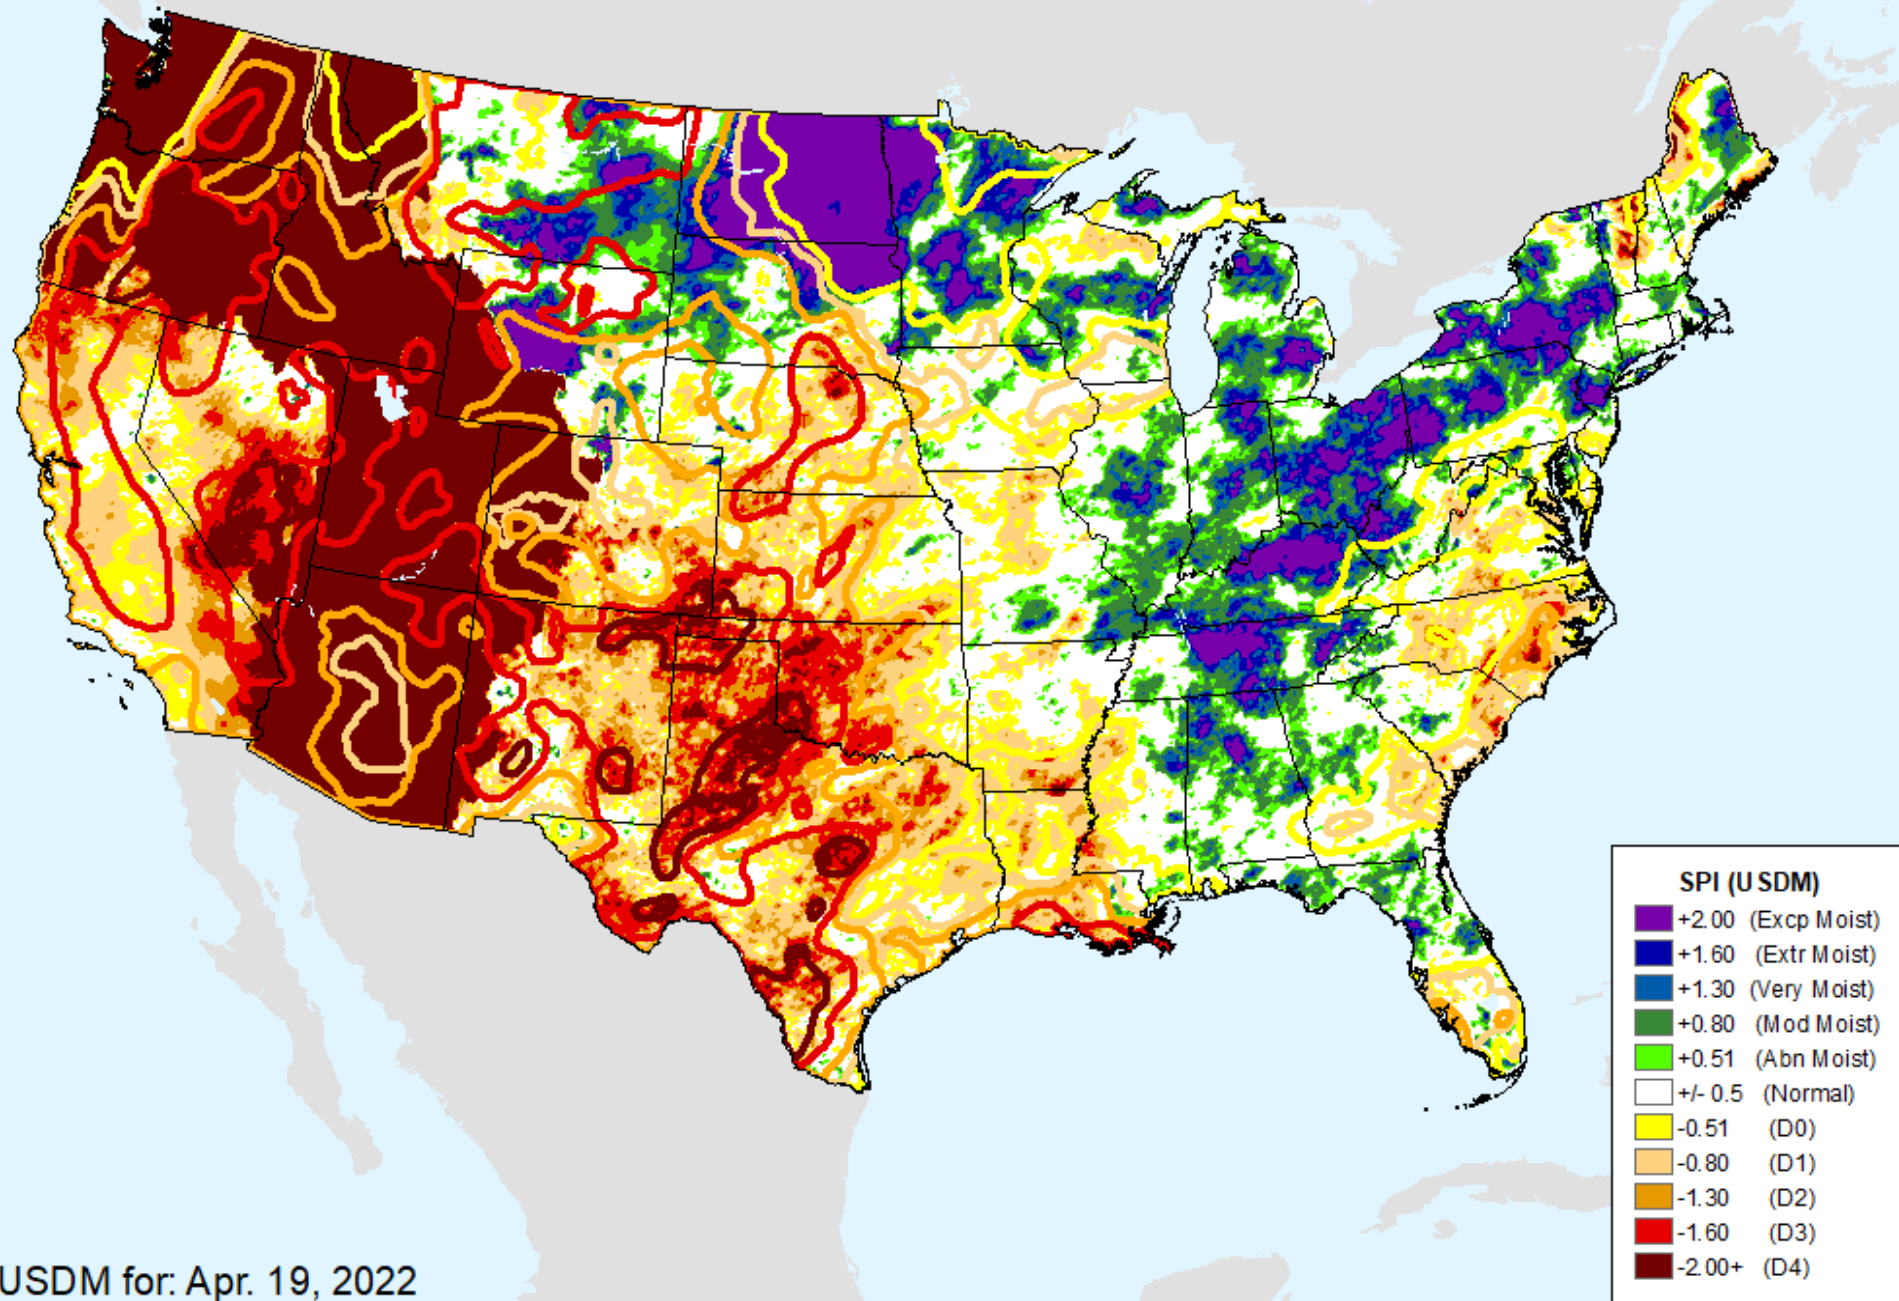 SPI (USDM)
+2.00 (Excp Moist)
+1.60 (Extr Moist)
+1.30 (Very Moist)
+0.80 (Mod Moist)
+0.51 (Abn Moist)
+/- 0.5 (Normal)
-0.51 (D0)
-0.80 (D1)
-1.30 (D2)
-1.60 (D3)
-2.00+ (D4)
USDM for: Apr. 19, 2022